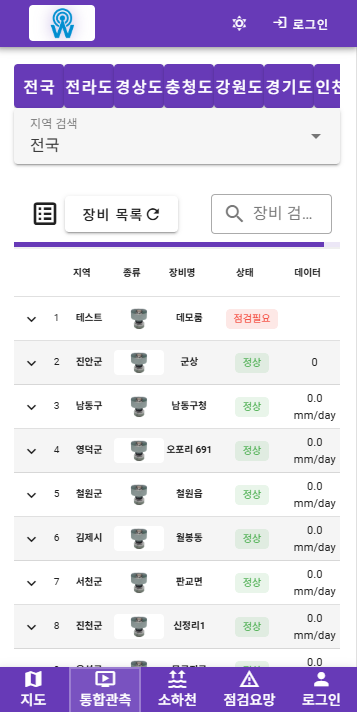 로그인
전국 전라도 경상도 충청도 강원도 경기도 인천
지역 검색
전국
장비 목록
장비 검...
지역 종류 장비명 상태 데이터
1 테스트 데모룸 점검필요
2 진안군 군상 정상 0
3 남동구 남동구청 정상 0.0 mm/day
4 영덕군 오포리 691 정상 0.0 mm/day
5 철원군 철원읍 정상 0.0 mm/day
6 김제시 월봉동 정상 0.0 mm/day
7 서천군 판교면 정상 0.0 mm/day
8 진천군 신정리1 정상 0.0 mm/day
0.0
지도 통합관측 소하천 점검요망 로그인